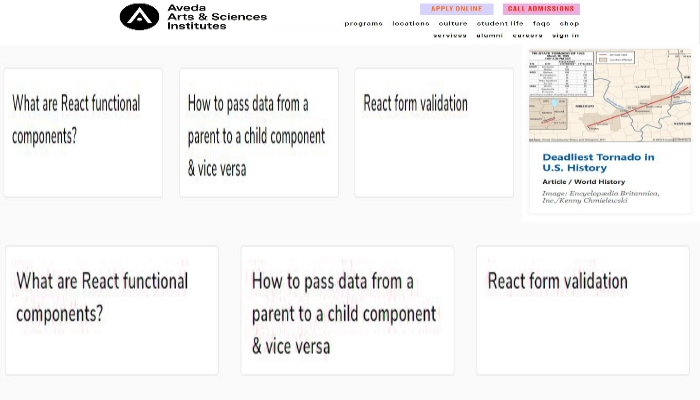 Aveda
Arts & Sciences
Institutes
APPLY ONLINE
CALL ADMISSIONS
programs locations culture student life faqs shop
services alumni careers sign in
What are React functional
components?
How to pass data from a
parent to a child component
& vice versa
React form validation
Deadliest Tornado in
U.S. History
Article / World History
Image: Encyclopædia Britannica,
Inc./Kenny Chmielewski
What are React functional
components?
How to pass data from a
parent to a child component
& vice versa
React form validation